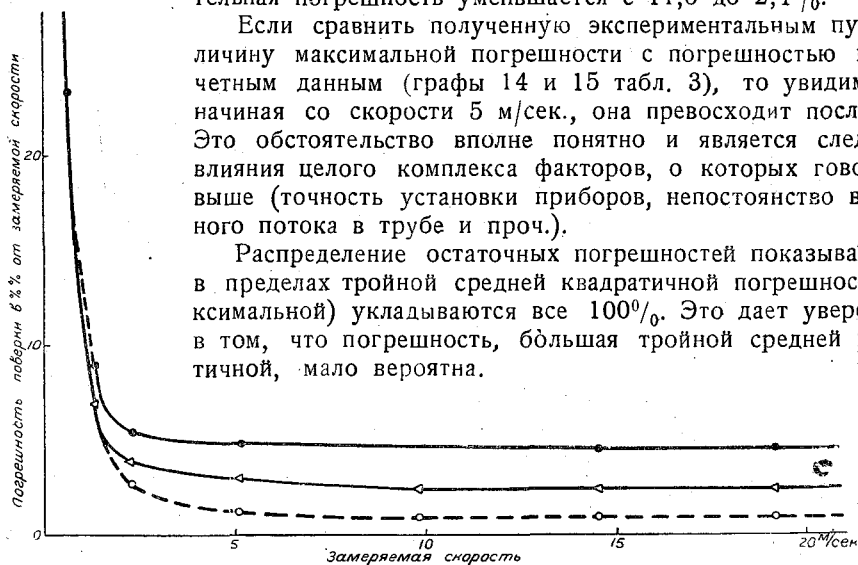 тельная погрешность уменьшается с 11,6 до 2,1%.
Если сравнить полученную экспериментальным пу
личину максимальной погрешности с погрешностью
четным данным (графы 14 и 15 табл. 3), то увидим
начиная со скорости 5 м/сек., она превосходит посл
Это обстоятельство вполне понятно и является сле
влияния целого комплекса факторов, о которых гово
выше (точность установки приборов, непостоянство в
ного потока в трубе и проч.).
Распределение остаточных погрешностей показыва
в пределах тройной средней квадратичной погрешнос
ксимальной) укладываются все 100%. Это дает увер
в том, что погрешность, бо̀льшая тройной средней
тичной, мало вероятна.
Погрешность поверки в %% от замеряемой скорости
20
10
0
5
10
15
20 м/сек
Замеряемая скорость